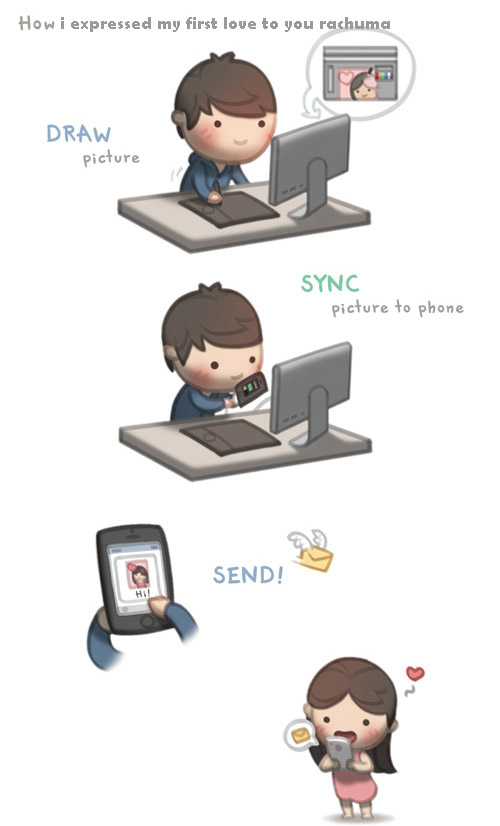 How i expressed my first love to you rachuma
DRAW
picture
SYNC
picture to phone
Hi!
SEND!